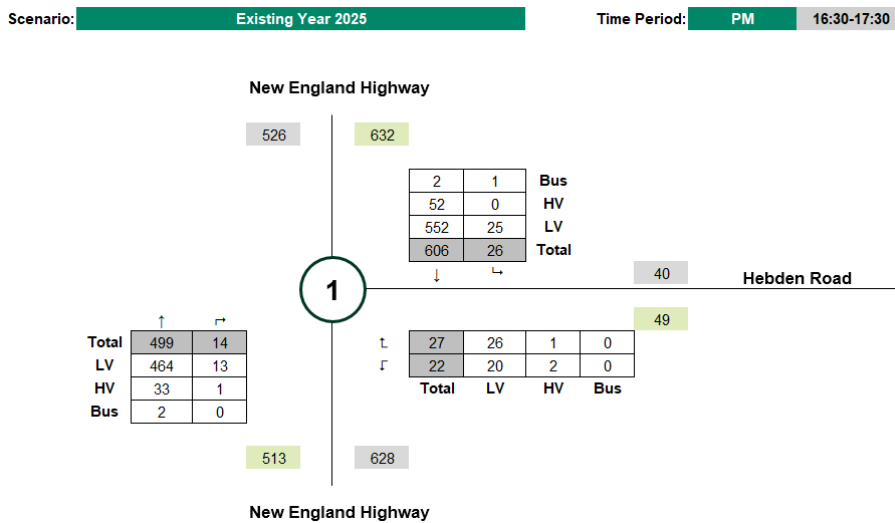 Scenario: Existing Year 2025 Time Period: PM 16:30-17:30
New England Highway
526 632
2 1 Bus
52 0 HV
552 25 LV
606 26 Total
↓ ↳
40
Hebden Road
1
49
↑ ↱
Total 499 14
LV 464 13
HV 33 1
Bus 2 0
27 26 1 0
22 20 2 0
Total LV HV Bus
513 628
New England Highway